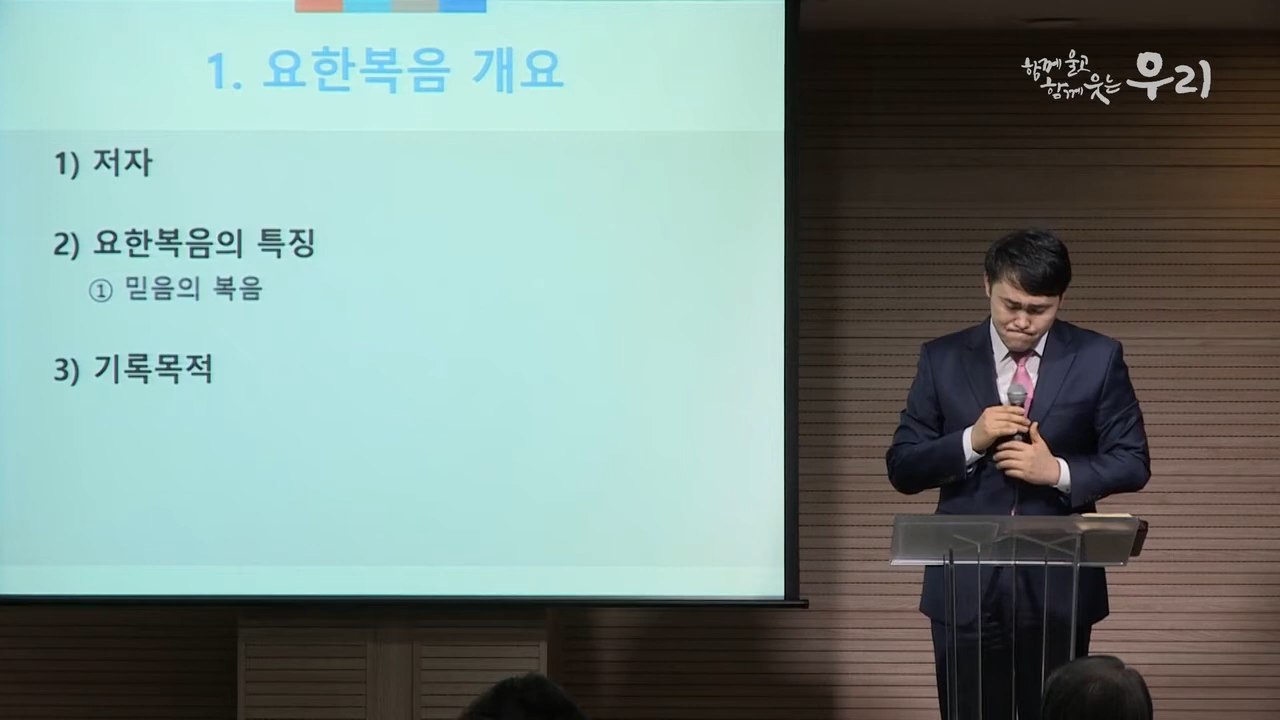 1. 요한복음 개요
1) 저자
2) 요한복음의 특징
① 믿음의 복음
3) 기록목적
함께 울고
함께 웃는 우리